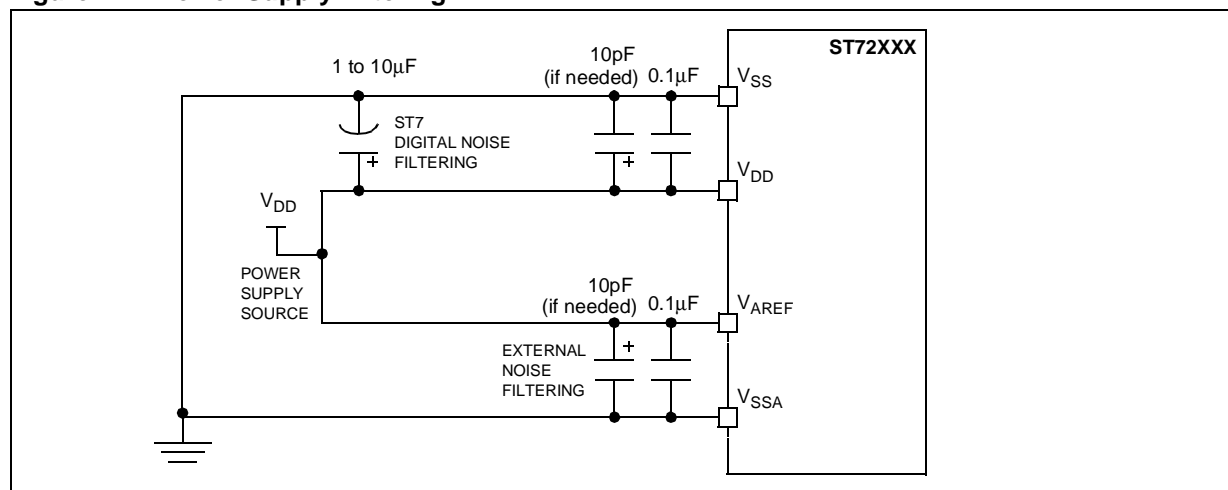 ST72XXX
10pF
(if needed) 0.1μF
1 to 10μF
VSS
ST7
DIGITAL NOISE
FILTERING
+
+
VDD
VDD
POWER
SUPPLY
SOURCE
10pF
(if needed) 0.1μF
VAREF
EXTERNAL
NOISE
FILTERING
+
VSSA